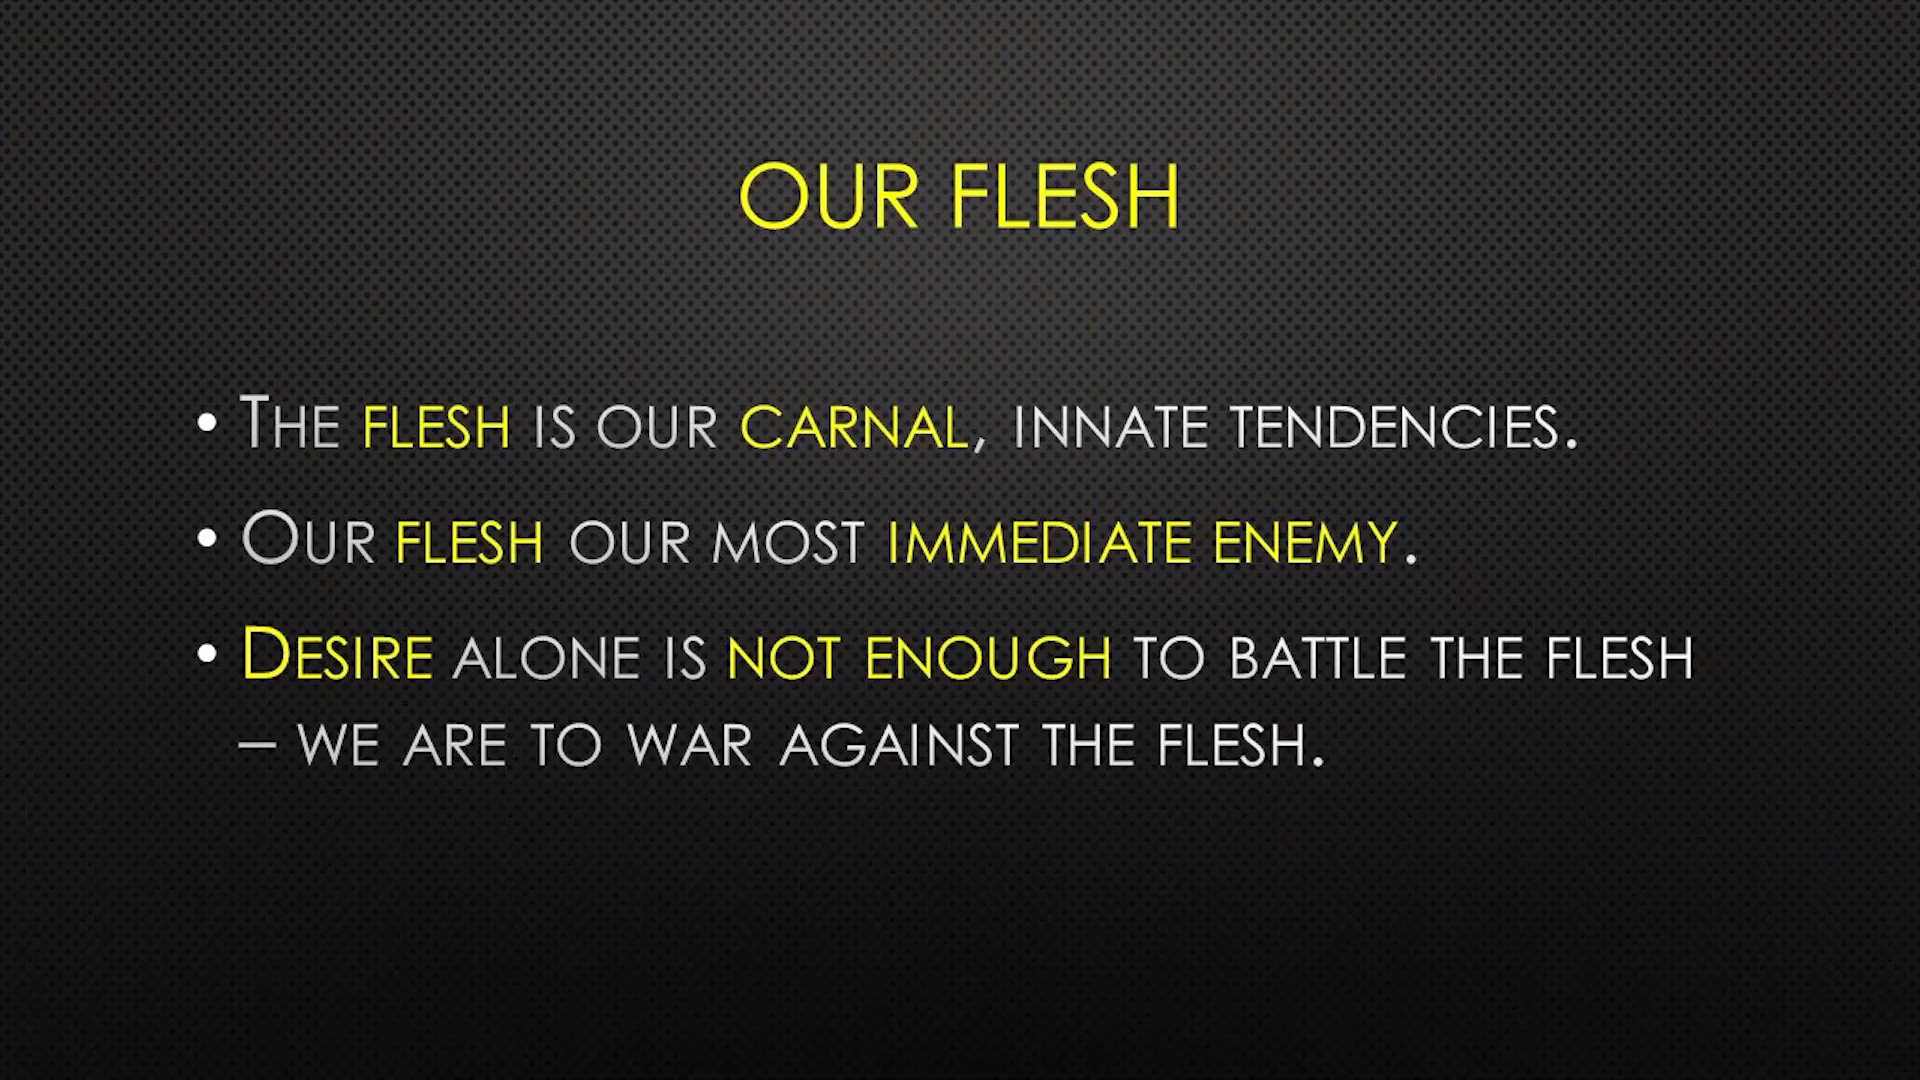 OUR FLESH
• THE FLESH IS OUR CARNAL, INNATE TENDENCIES.
• OUR FLESH OUR MOST IMMEDIATE ENEMY.
• DESIRE ALONE IS NOT ENOUGH TO BATTLE THE FLESH
– WE ARE TO WAR AGAINST THE FLESH.